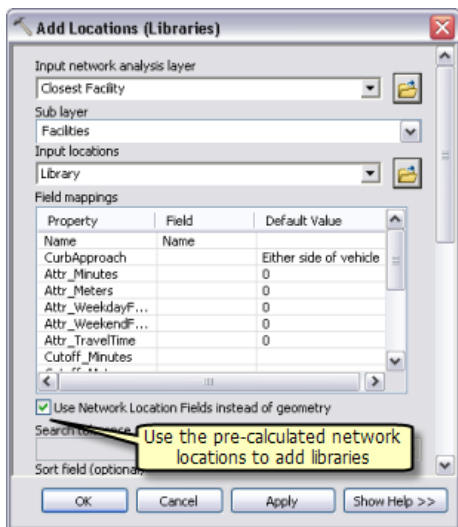 Add Locations (Libraries)
Input network analysis layer
Closest Facility
Sub layer
Facilities
Input locations
Library
Field mappings
Property Field Default Value
Name Name
CurbApproach Either side of vehicle
Attr_Minutes 0
Attr_Meters 0
Attr_WeekdayF... 0
Attr_WeekendF... 0
Attr_TravelTime 0
Cutoff_Minutes
Use Network Location Fields instead of geometry
Search tolerance
Use the pre-calculated network
locations to add libraries
Sort field (optional)
OK Cancel Apply Show Help >>